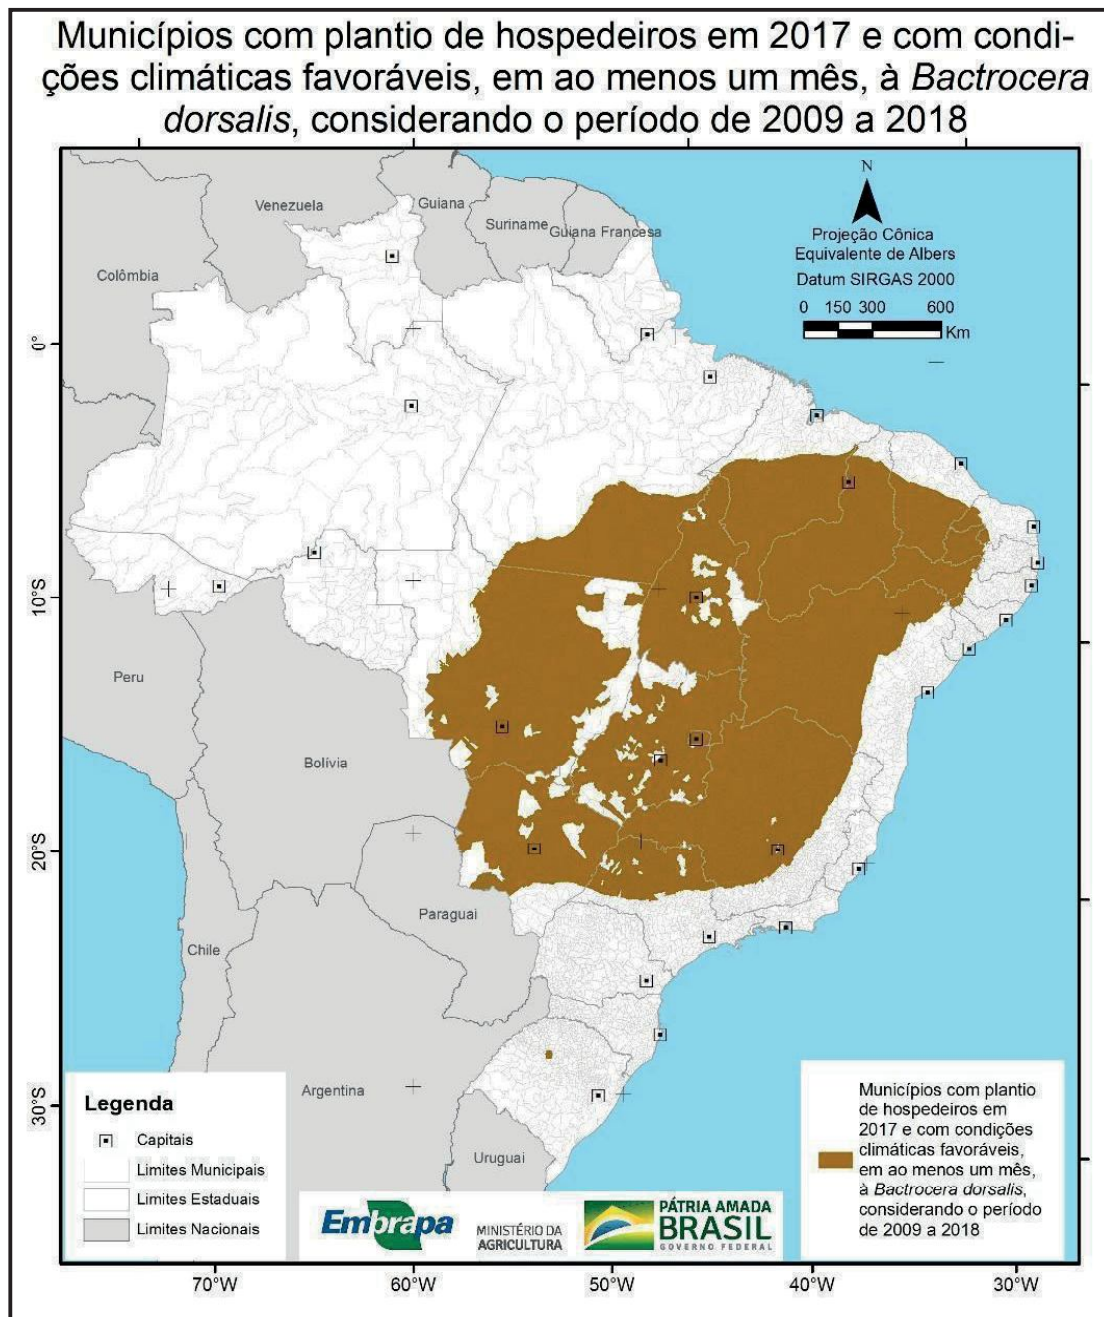 Municípios com plantio de hospedeiros em 2017 e com condi-
ções climáticas favoráveis, em ao menos um mês, à Bactrocera
dorsalis, considerando o período de 2009 a 2018
N
Projeção Cônica
Equivalente de Albers
Datum SIRGAS 2000
0 150 300 600
Km
Venezuela
Guiana
Suriname
Guiana Francesa
Colômbia
Peru
Bolívia
Paraguai
Chile
Argentina
Uruguai
0°
10°S
20°S
30°S
70°W 60°W 50°W 40°W 30°W
Legenda
Capitais
Limites Municipais
Limites Estaduais
Limites Nacionais
Embrapa
MINISTÉRIO DA
AGRICULTURA
PÁTRIA AMADA
BRASIL
GOVERNO FEDERAL
Municípios com plantio
de hospedeiros em
2017 e com condições
climáticas favoráveis,
em ao menos um mês,
à Bactrocera dorsalis,
considerando o período
de 2009 a 2018